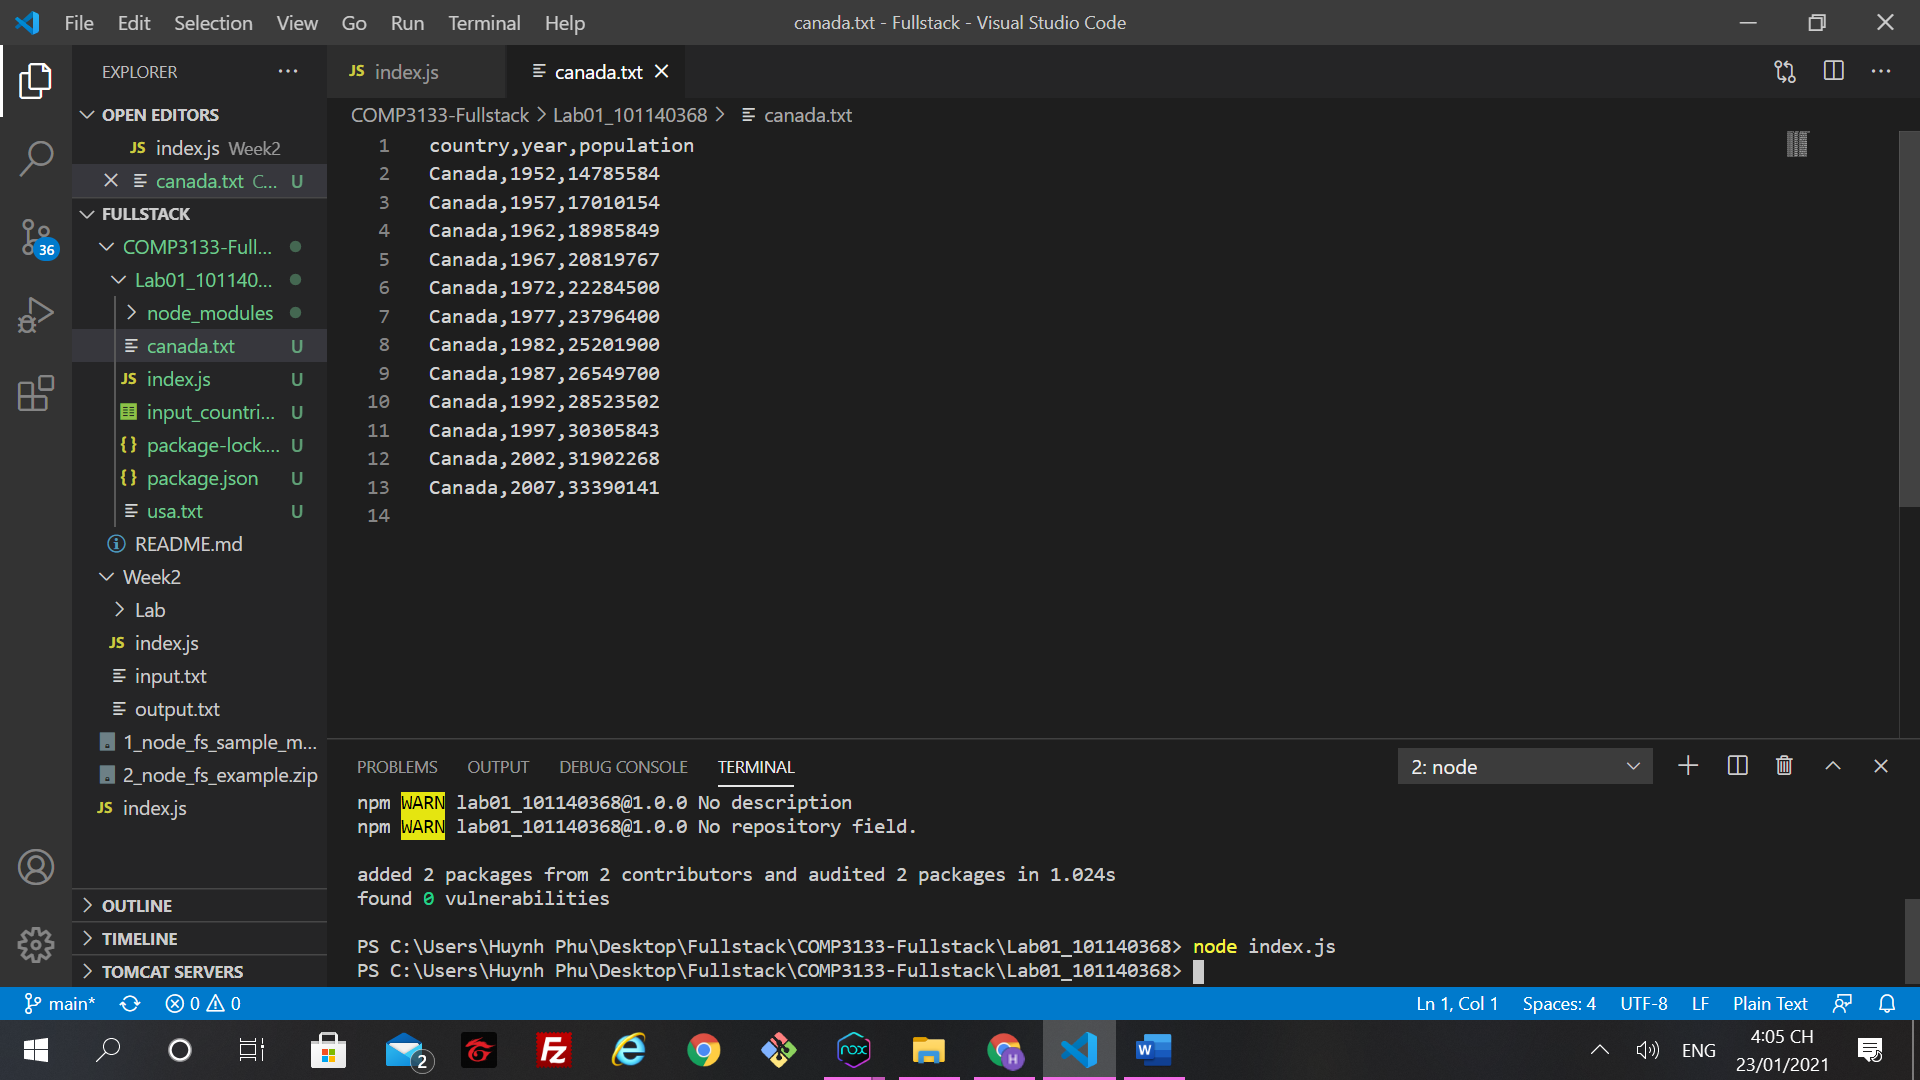 File Edit Selection View Go Run Terminal Help
canada.txt - Fullstack - Visual Studio Code
EXPLORER
OPEN EDITORS
JS index.js Week2
canada.txt C... U
FULLSTACK
COMP3133-Full...
Lab01_101140...
node_modules
canada.txt U
JS index.js U
input_countri... U
{} package-lock.... U
{} package.json U
usa.txt U
README.md
Week2
Lab
JS index.js
input.txt
output.txt
1_node_fs_sample_m...
2_node_fs_example.zip
JS index.js
OUTLINE
TIMELINE
TOMCAT SERVERS
36
JS index.js
canada.txt
COMP3133-Fullstack > Lab01_101140368 > canada.txt
1 country,year,population
2 Canada,1952,14785584
3 Canada,1957,17010154
4 Canada,1962,18985849
5 Canada,1967,20819767
6 Canada,1972,22284500
7 Canada,1977,23796400
8 Canada,1982,25201900
9 Canada,1987,26549700
10 Canada,1992,28523502
11 Canada,1997,30305843
12 Canada,2002,31902268
13 Canada,2007,33390141
14
PROBLEMS OUTPUT DEBUG CONSOLE TERMINAL
2: node
npm WARN lab01_101140368@1.0.0 No description
npm WARN lab01_101140368@1.0.0 No repository field.
added 2 packages from 2 contributors and audited 2 packages in 1.024s
found 0 vulnerabilities
PS C:\Users\Huynh Phu\Desktop\Fullstack\COMP3133-Fullstack\Lab01_101140368> node index.js
PS C:\Users\Huynh Phu\Desktop\Fullstack\COMP3133-Fullstack\Lab01_101140368>
main* 0 0
Ln 1, Col 1 Spaces: 4 UTF-8 LF Plain Text
2
Fz
nox
H
W
ENG
4:05 CH
23/01/2021